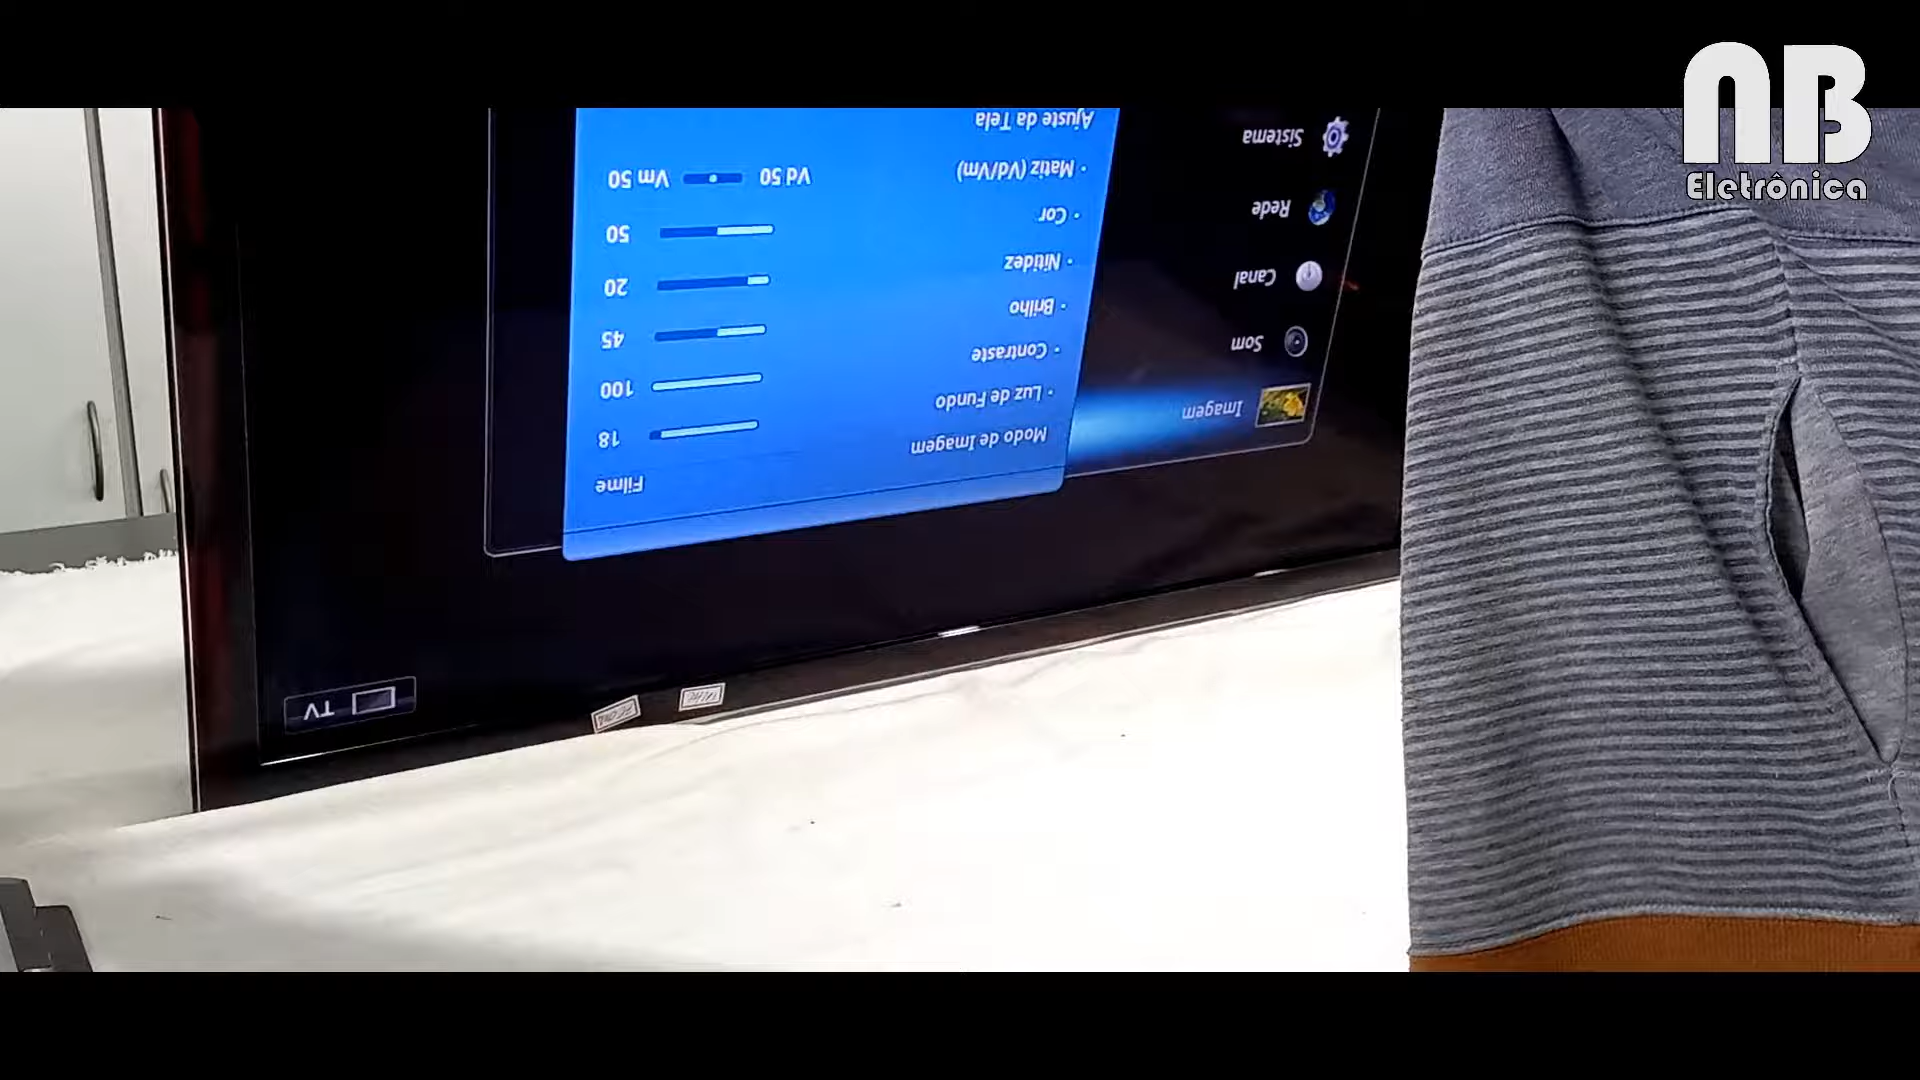 NB
Eletrônica
TV
Imagem
Som
Canal
Rede
Sistema
Modo de Imagem Filme
· Luz de Fundo 18
· Contraste 100
· Brilho 45
· Nitidez 20
· Cor 50
· Matiz (Vd/Vm) Vd 50 Vm 50
Ajuste da Tela